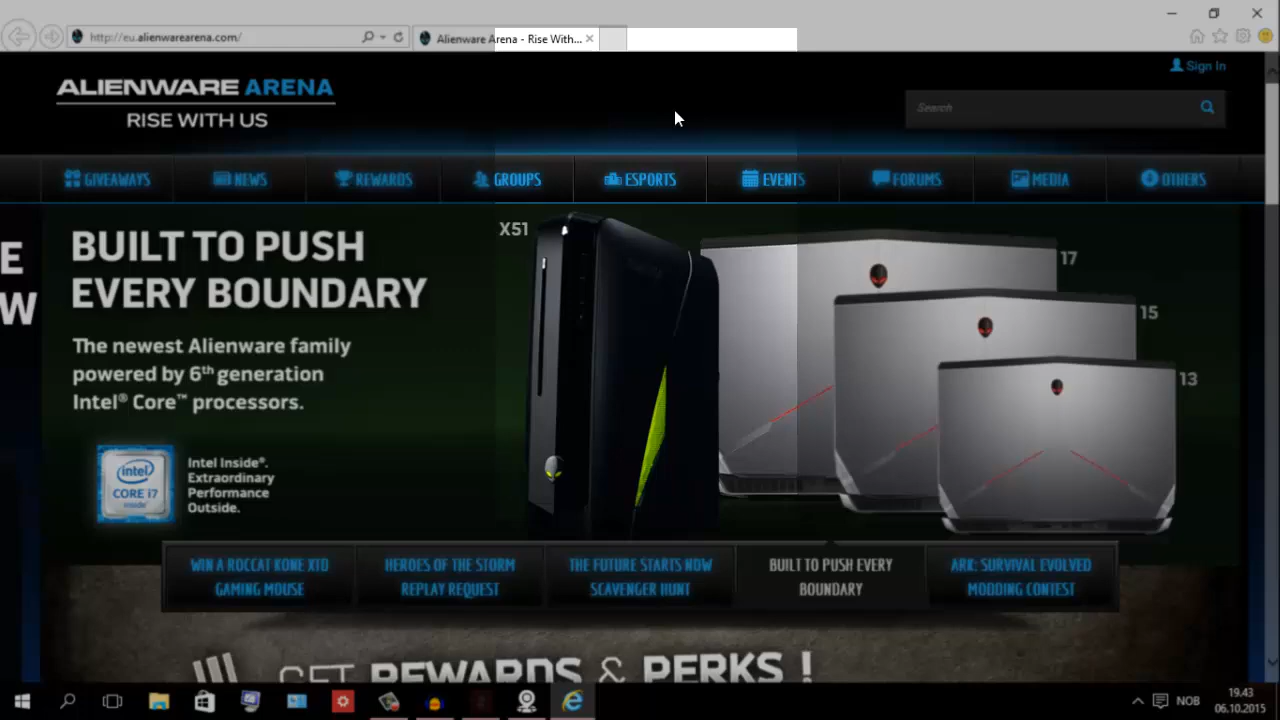 http://eu.alienwarearena.com/
Alienware Arena - Rise With...
ALIENWARE ARENA
RISE WITH US
Sign In
Search
GIVEAWAYS
NEWS
REWARDS
GROUPS
ESPORTS
EVENTS
FORUMS
MEDIA
OTHERS
E
W
BUILT TO PUSH
EVERY BOUNDARY
The newest Alienware family
powered by 6th generation
Intel® Core™ processors.
intel
CORE i7
inside™
Intel Inside®.
Extraordinary
Performance
Outside.
X51
17
15
13
WIN A ROCCAT KONE XTD
GAMING MOUSE
HEROES OF THE STORM
REPLAY REQUEST
THE FUTURE STARTS NOW
SCAVENGER HUNT
BUILT TO PUSH EVERY
BOUNDARY
ARK: SURVIVAL EVOLVED
MODDING CONTEST
GET REWARDS & PERKS !
NOB
19.43
06.10.2015